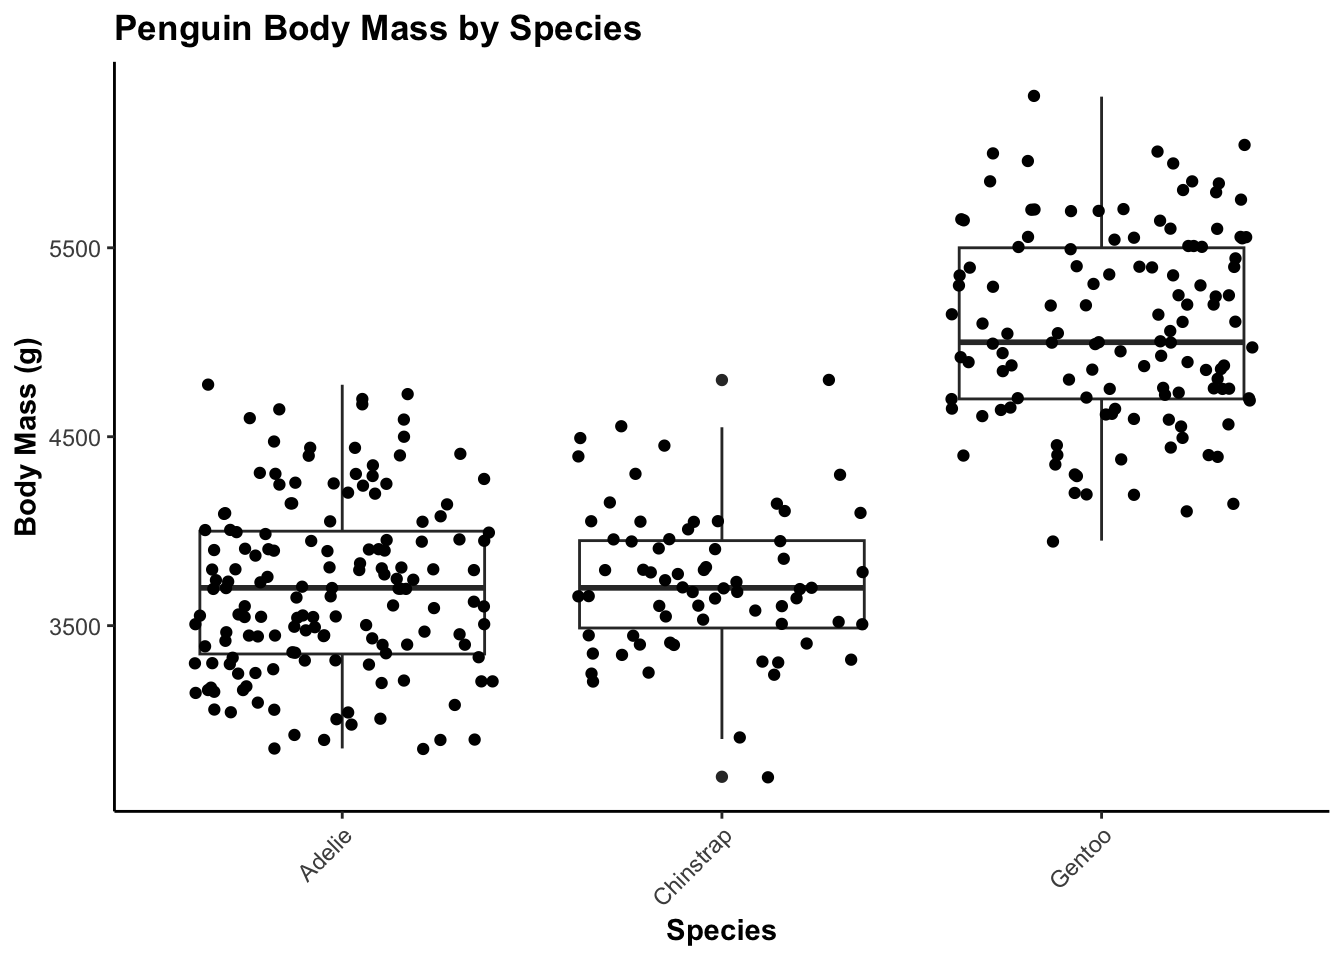 Penguin Body Mass by Species
Body Mass (g)
5500
4500
3500
Adelie
Chinstrap
Gentoo
Species